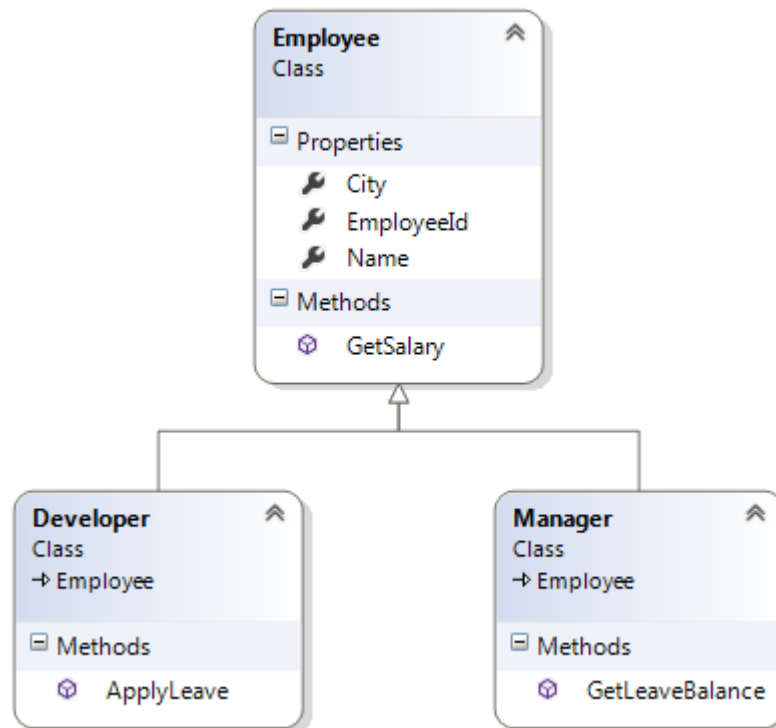 Employee
Class
Properties
City
EmployeeId
Name
Methods
GetSalary
Developer
Class
Employee
Methods
ApplyLeave
Manager
Class
Employee
Methods
GetLeaveBalance